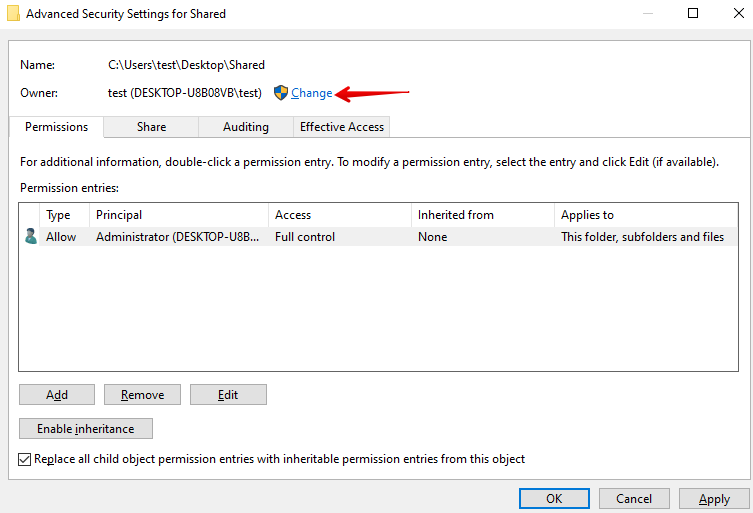 Advanced Security Settings for Shared
Name: C:\Users\test\Desktop\Shared
Owner: test (DESKTOP-U8B08VB\test) Change
Permissions Share Auditing Effective Access
For additional information, double-click a permission entry. To modify a permission entry, select the entry and click Edit (if available).
Permission entries:
Type Principal Access Inherited from Applies to
Allow Administrator (DESKTOP-U8B... Full control None This folder, subfolders and files
Add Remove Edit
Enable inheritance
Replace all child object permission entries with inheritable permission entries from this object
OK Cancel Apply